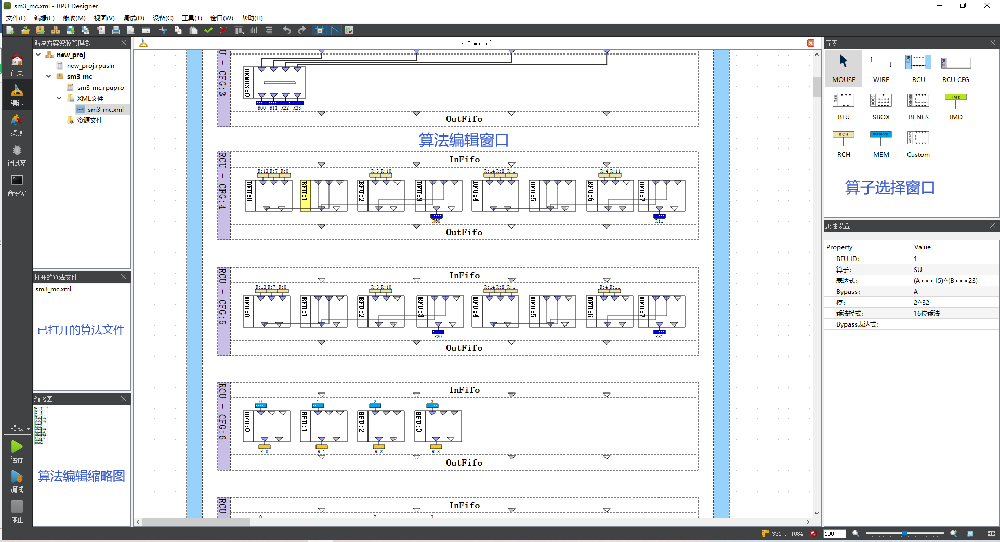 sm3_mc.xml - RPU Designer
文件(F) 编辑(E) 修改(M) 视图(V) 调试(D) 设备(C) 工具(T) 窗口(W) 帮助(H)
解决方案资源管理器
sm3_mc.xml
元素
首页
编辑
资源
调试窗
命令窗
模式
运行
调试
停止
new_proj
new_proj.rpusln
sm3_mc
sm3_mc.rpupro
XML文件
sm3_mc.xml
资源文件
打开的算法文件
sm3_mc.xml
已打开的算法文件
缩略图
算法编辑缩略图
U - CFG:3
BENES:0
R00 R11 R22 R33
OutFifo
算法编辑窗口
RCU - CFG:4
InFifo
R:13 R:7 R:0 R:3 R:10 R:14 R:8 R:1 R:4 R:11
BFU:0 BFU:1 BFU:2 BFU:3 BFU:4 BFU:5 BFU:6 BFU:7
R00 R11
OutFifo
RCU - CFG:5
InFifo
R:13 R:7 R:0 R:3 R:10 R:14 R:8 R:1 R:4 R:11
BFU:0 BFU:1 BFU:2 BFU:3 BFU:4 BFU:5 BFU:6 BFU:7
R20 R31
OutFifo
RCU - CFG:6
InFifo
0 1 2 3
BFU:0 BFU:1 BFU:2 BFU:3
R:0 R:1 R:2 R:3
OutFifo
RCU
InFifo
0 1 2 3
MOUSE WIRE BCU RCU RCU RCU CFG
BFU BFU SBOX SBOX BENES BENES IMD IMD
RCH RCH Memory MEM CUSTOM Custom
算子选择窗口
属性设置
Property Value
BFU ID: 1
算子: SU
表达式: (A<<<15)^(B<<<23)
Bypass: A
模: 2^32
乘法模式: 16位乘法
Bypass表达式:
331 , 1084 100